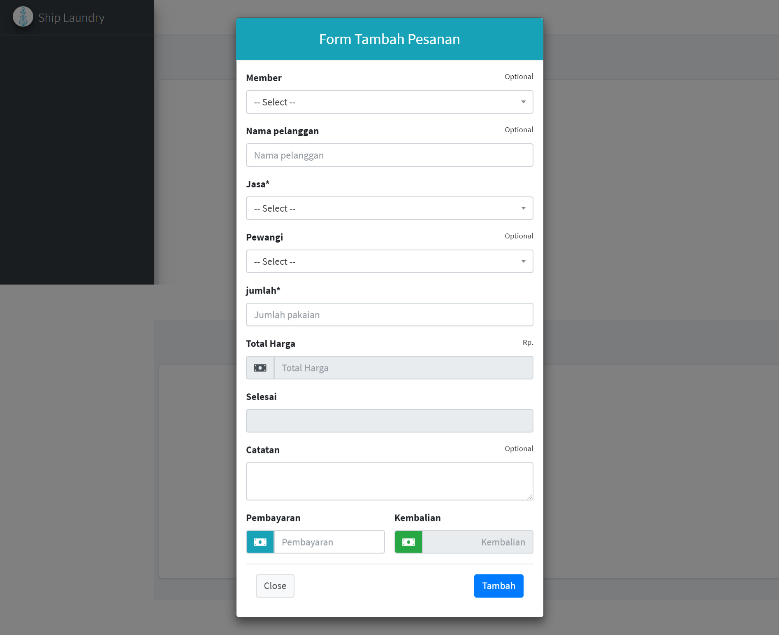 Ship Laundry
Form Tambah Pesanan
Member Optional
-- Select --
Nama pelanggan Optional
Nama pelanggan
Jasa*
-- Select --
Pewangi Optional
-- Select --
jumlah*
Jumlah pakaian
Total Harga Rp.
Total Harga
Selesai
Catatan Optional
Pembayaran Kembalian
Pembayaran Kembalian
Close Tambah